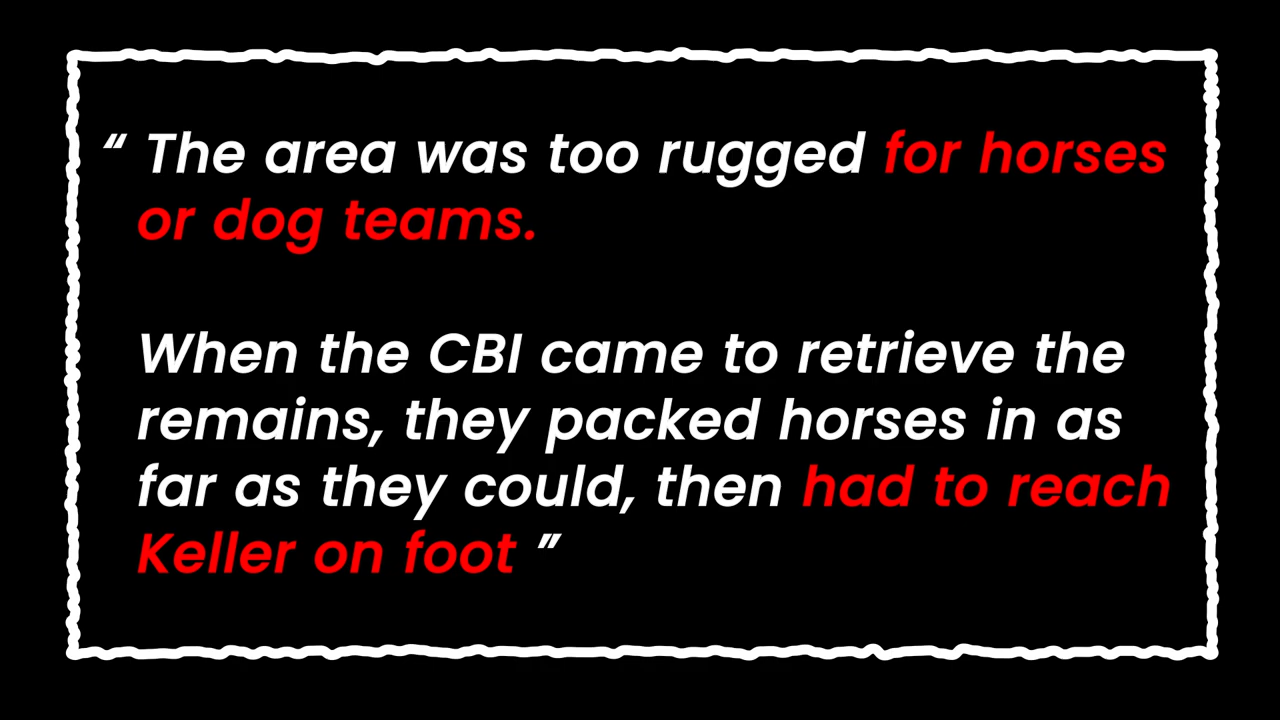 “ The area was too rugged for horses
or dog teams.
When the CBI came to retrieve the
remains, they packed horses in as
far as they could, then had to reach
Keller on foot ”